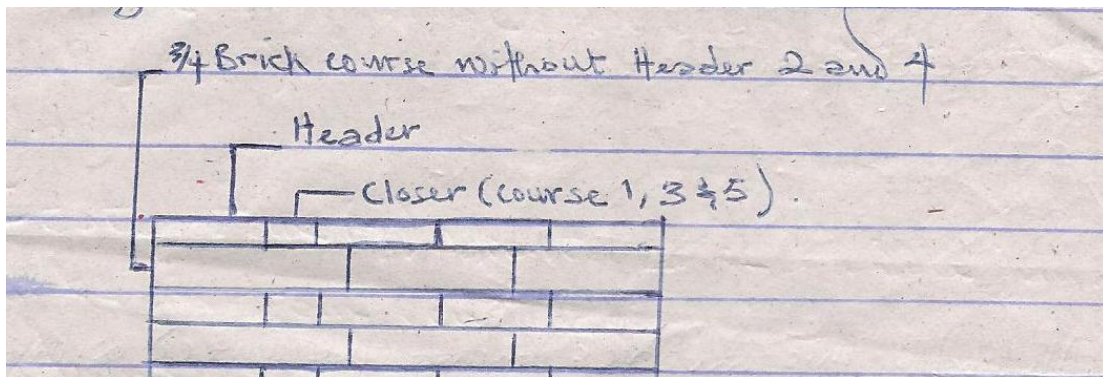 3/4 Brick course without Header 2 and 4
Header
Closer (course 1, 3 & 5)